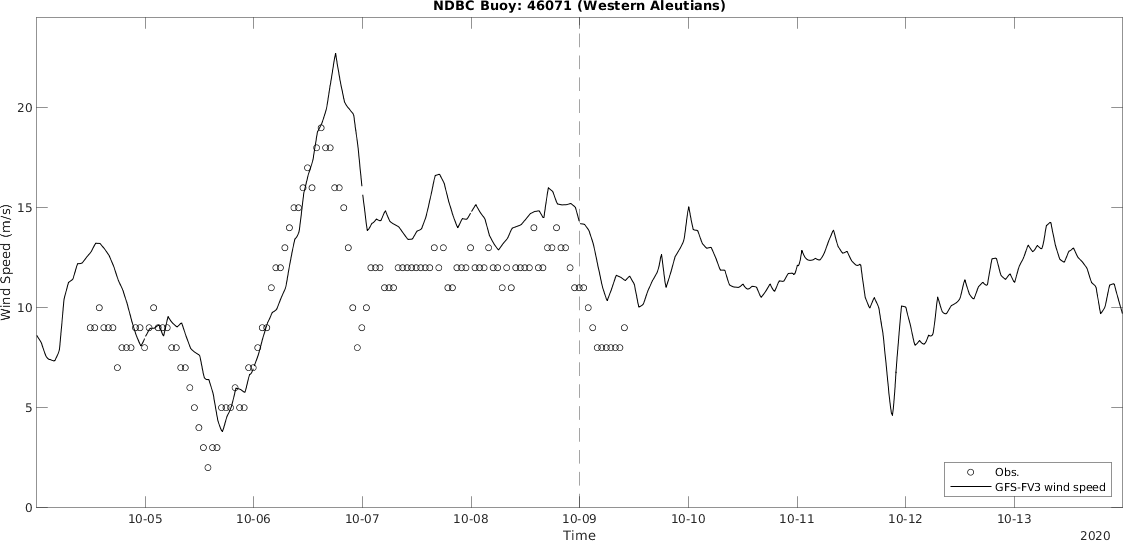 NDBC Buoy: 46071 (Western Aleutians)
Wind Speed (m/s)
20
15
10
5
0
Obs.
GFS-FV3 wind speed
10-05 10-06 10-07 10-08 10-09 10-10 10-11 10-12 10-13
Time
2020